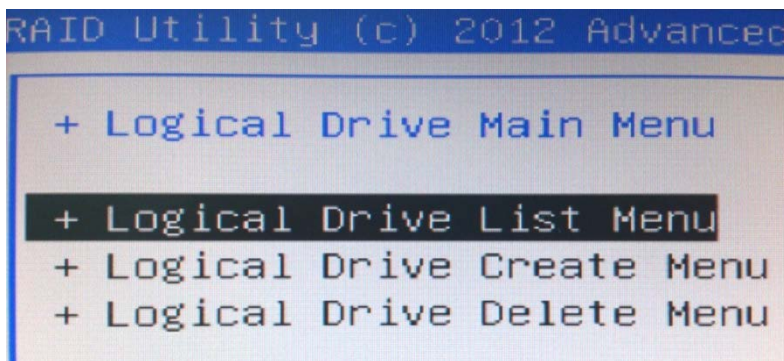 RAID Utility (c) 2012 Advanced
+ Logical Drive Main Menu
+ Logical Drive List Menu
+ Logical Drive Create Menu
+ Logical Drive Delete Menu